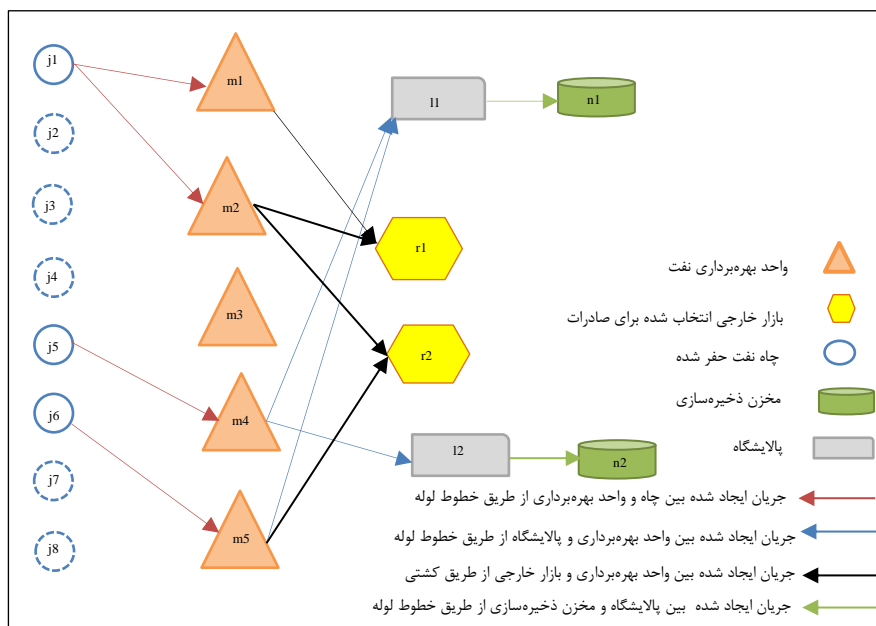 j1
j2
j3
j4
j5
j6
j7
j8
m1
m2
m3
m4
m5
l1
l2
n1
n2
r1
r2
واحد بهره‌برداری نفت
بازار خارجی انتخاب شده برای صادرات
چاه نفت حفر شده
مخزن ذخیره‌سازی
پالایشگاه
جریان ایجاد شده بین چاه و واحد بهره‌برداری از طریق خطوط لوله
جریان ایجاد شده بین واحد بهره‌برداری و پالایشگاه از طریق خطوط لوله
جریان ایجاد شده بین واحد بهره‌برداری و بازار خارجی از طریق کشتی
جریان ایجاد شده بین پالایشگاه و مخزن ذخیره‌سازی از طریق خطوط لوله